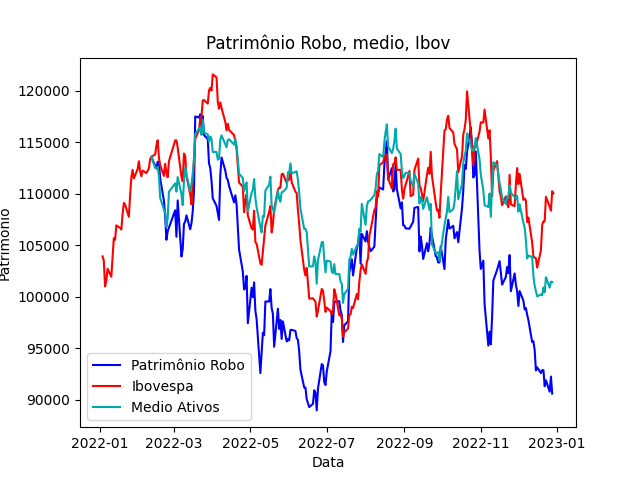 Patrimônio Robo, medio, Ibov
120000
115000
110000
105000
100000
95000
90000
Patrimonio
Patrimônio Robo
Ibovespa
Medio Ativos
2022-01 2022-03 2022-05 2022-07 2022-09 2022-11 2023-01
Data